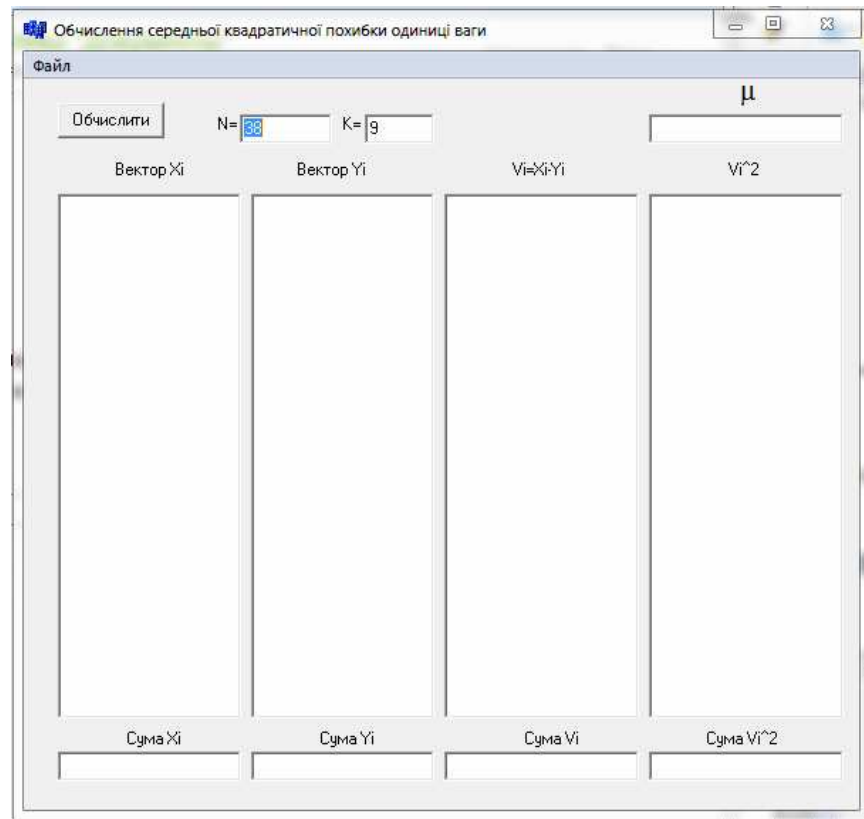 Обчислення середньої квадратичної похибки одиниці ваги
Файл
μ
Обчислити N= 38 K= 9
Вектор Xi Вектор Yi Vi=Xi-Yi Vi^2
Сума Xi Сума Yi Сума Vi Сума Vi^2